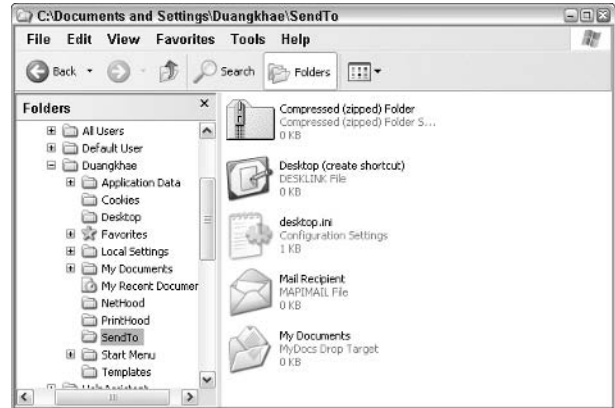 C:\Documents and Settings\Duangkhae\SendTo
File Edit View Favorites Tools Help
Back Search Folders
Folders
All Users
Default User
Duangkhae
Application Data
Cookies
Desktop
Favorites
Local Settings
My Documents
My Recent Documer
NetHood
PrintHood
SendTo
Start Menu
Templates
Compressed (zipped) Folder
Compressed (zipped) Folder S...
0 KB
Desktop (create shortcut)
DESKLINK File
0 KB
desktop.ini
Configuration Settings
1 KB
Mail Recipient
MAPIMAIL File
0 KB
My Documents
MyDocs Drop Target
0 KB